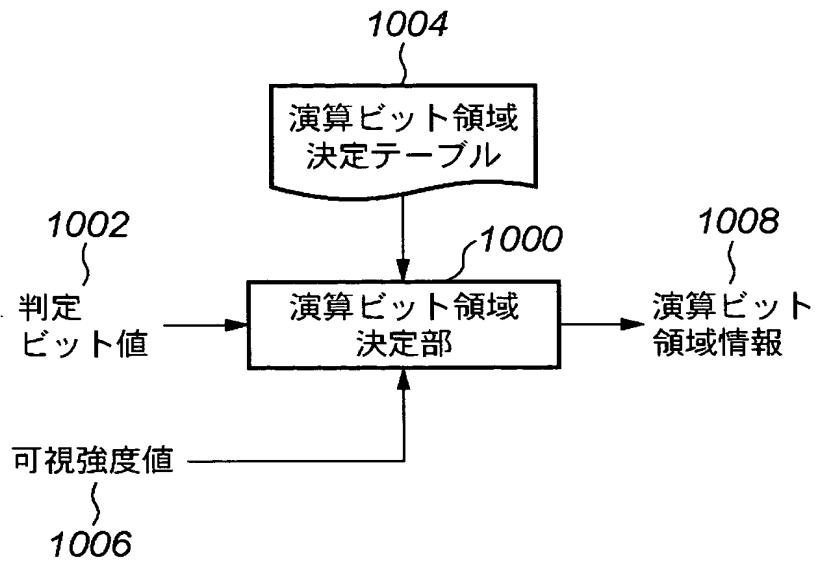 1004
演算ビット領域
決定テーブル
1002
1000
1008
判定
ビット値
演算ビット領域
決定部
演算ビット
領域情報
可視強度値
1006